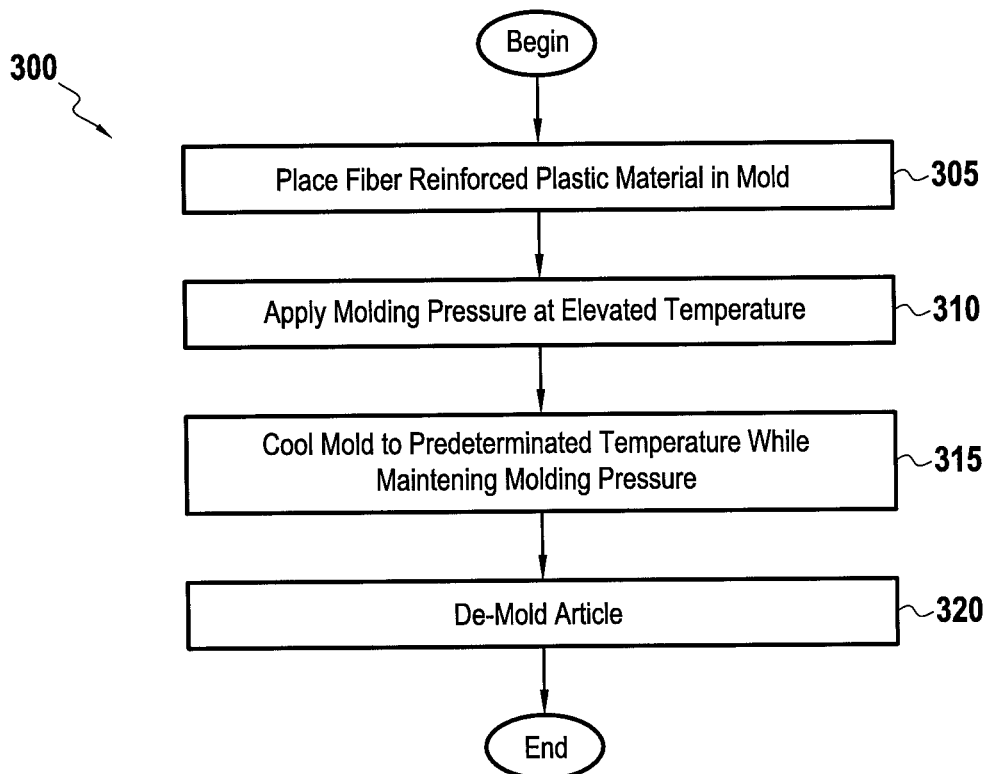 Begin
300
Place Fiber Reinforced Plastic Material in Mold
305
Apply Molding Pressure at Elevated Temperature
310
Cool Mold to Predeterminated Temperature While
Maintening Molding Pressure
315
De-Mold Article
320
End